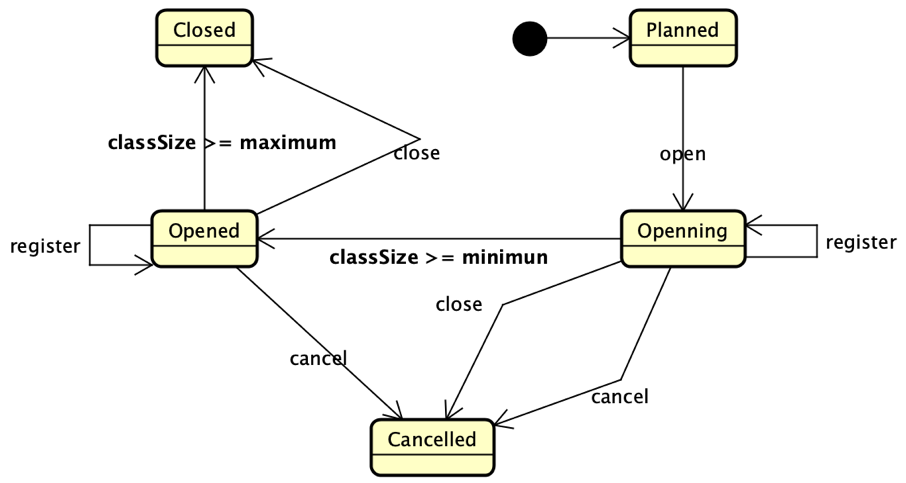 Closed
Planned
classSize >= maximum
close
open
register
Opened
Openning
register
classSize >= minimun
close
cancel
cancel
Cancelled